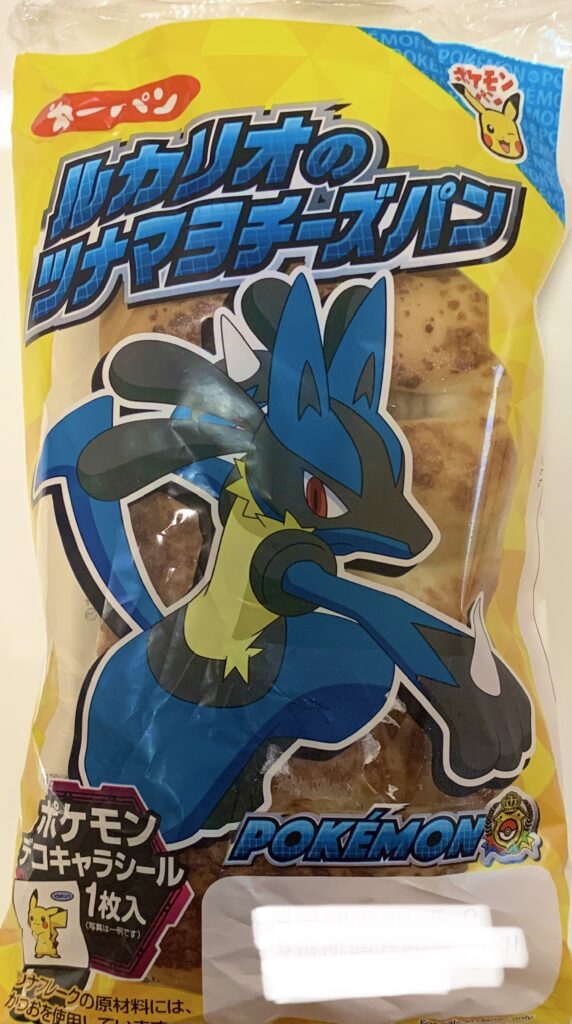 第一パン
ポケモン
パン
ルカリオの
ツナマヨチーズパン
POKÉMON
ポケモン
デコキャラシール
1枚入
(写真は一例です)
ツナフレークの原材料には、
かつおを使用しています